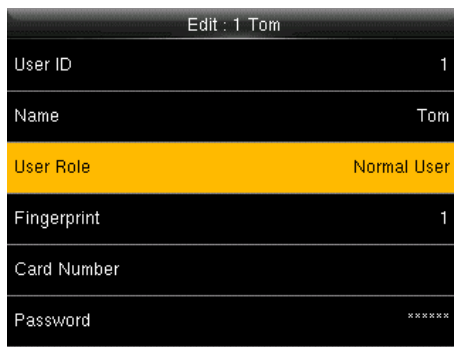 Edit : 1 Tom
User ID 1
Name Tom
User Role Normal User
Fingerprint 1
Card Number
Password ******